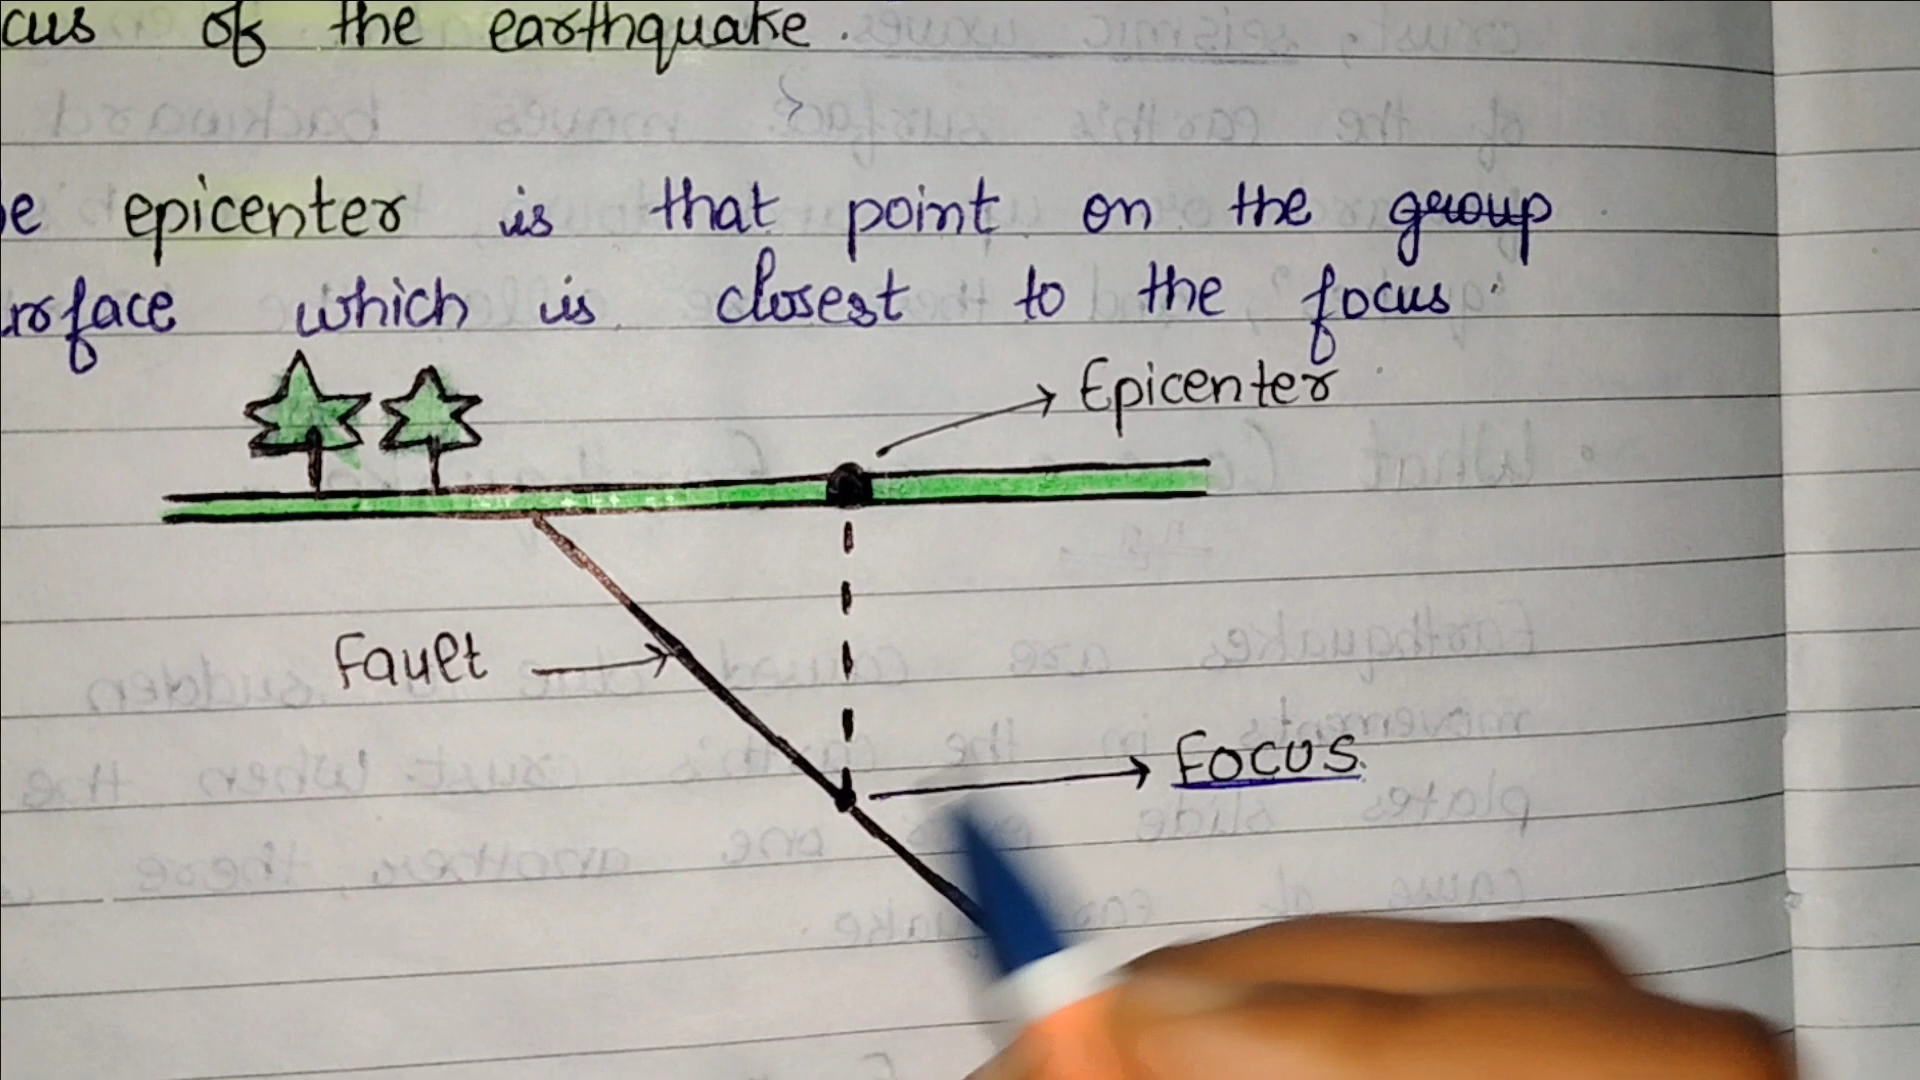 cus of the earthquake.
e epicenter is that point on the group
rface which is closest to the focus.
Epicenter
Fault
FOCUS.